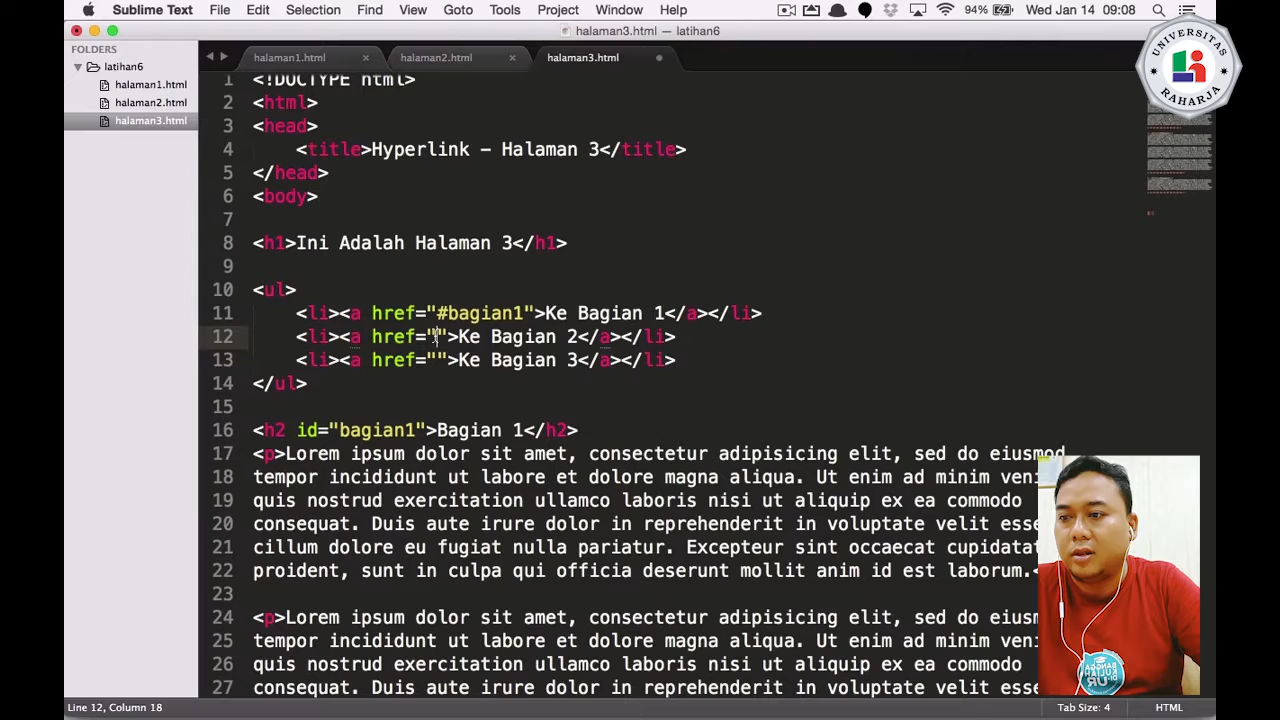 Sublime Text File Edit Selection Find View Goto Tools Project Window Help 94% Wed Jan 14 09:08
halaman3.html — latihan6
FOLDERS
latihan6
halaman1.html
halaman2.html
halaman3.html
halaman1.html × halaman2.html × halaman3.html
UNIVERSITAS
RAHARJA
1 <!DOCTYPE html>
2 <html>
3 <head>
4 <title>Hyperlink – Halaman 3</title>
5 </head>
6 <body>
7
8 <h1>Ini Adalah Halaman 3</h1>
9
10 <ul>
11 <li><a href="#bagian1">Ke Bagian 1</a></li>
12 <li><a href="">Ke Bagian 2</a></li>
13 <li><a href="">Ke Bagian 3</a></li>
14 </ul>
15
16 <h2 id="bagian1">Bagian 1</h2>
17 <p>Lorem ipsum dolor sit amet, consectetur adipisicing elit, sed do eiusmod
18 tempor incididunt ut labore et dolore magna aliqua. Ut enim ad minim veni
19 quis nostrud exercitation ullamco laboris nisi ut aliquip ex ea commodo
20 consequat. Duis aute irure dolor in reprehenderit in voluptate velit esse
21 cillum dolore eu fugiat nulla pariatur. Excepteur sint occaecat cupidatat
22 proident, sunt in culpa qui officia deserunt mollit anim id est laborum.<
23
24 <p>Lorem ipsum dolor sit amet, consectetur adipisicing elit, sed do
25 tempor incididunt ut labore et dolore magna aliqua. Ut enim ad minim veni
26 quis nostrud exercitation ullamco laboris nisi ut aliquip ex ea commodo
27 consequat. Duis aute irure dolor in reprehenderit in voluptate velit esse
Line 12, Column 18 Tab Size: 4 HTML